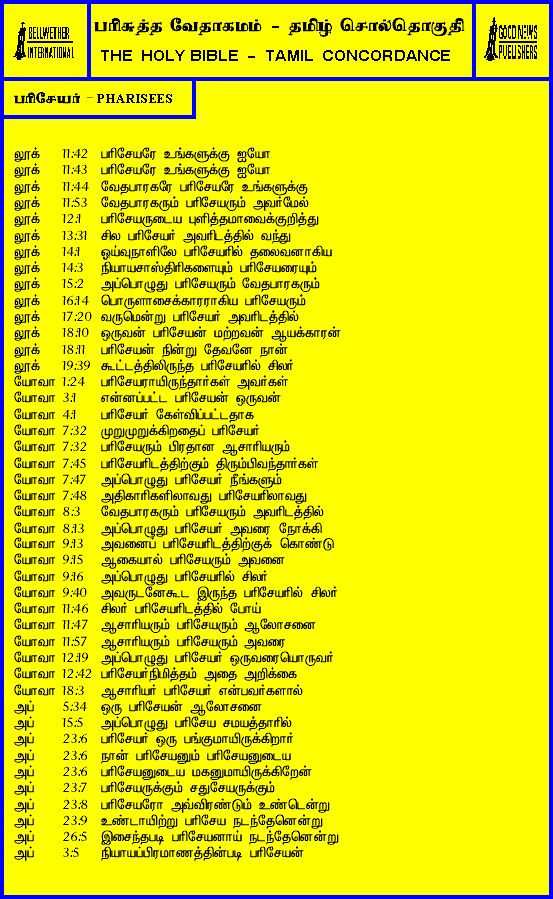 BELLWETHER
INTERNATIONAL
பரிசுத்த வேதாகமம் - தமிழ் சொல்தொகுதி
THE HOLY BIBLE - TAMIL CONCORDANCE
GOOD NEWS
PUBLISHERS
பரிசேயர் - PHARISEES
லூக் 11:42 பரிசேயரே உங்களுக்கு ஐயோ
லூக் 11:43 பரிசேயரே உங்களுக்கு ஐயோ
லூக் 11:44 வேதபாரகரே பரிசேயரே உங்களுக்கு
லூக் 11:53 வேதபாரகரும் பரிசேயரும் அவர்மேல்
லூக் 12:1 பரிசேயருடைய புளித்தமாவைக்குறித்து
லூக் 13:31 சில பரிசேயர் அவரிடத்தில் வந்து
லூக் 14:1 ஓய்வுநாளிலே பரிசேயரில் தலைவனாகிய
லூக் 14:3 நியாயசாஸ்திரிகளையும் பரிசேயரையும்
லூக் 15:2 அப்பொழுது பரிசேயரும் வேதபாரகரும்
லூக் 16:14 பொருளாசைக்காரராகிய பரிசேயரும்
லூக் 17:20 வருமென்று பரிசேயர் அவரிடத்தில்
லூக் 18:10 ஒருவன் பரிசேயன் மற்றவன் ஆயக்காரன்
லூக் 18:11 பரிசேயன் நின்று தேவனே நான்
லூக் 19:39 கூட்டத்திலிருந்த பரிசேயரில் சிலர்
யோவா 1:24 பரிசேயராயிருந்தார்கள் அவர்கள்
யோவா 3:1 என்னப்பட்ட பரிசேயன் ஒருவன்
யோவா 4:1 பரிசேயர் கேள்விப்பட்டதாக
யோவா 7:32 முறுமுறுக்கிறதைப் பரிசேயர்
யோவா 7:32 பரிசேயரும் பிரதான ஆசாரியரும்
யோவா 7:45 பரிசேயரிடத்திற்கும் திரும்பிவந்தார்கள்
யோவா 7:47 அப்பொழுது பரிசேயர் நீங்களும்
யோவா 7:48 அதிகாரிகளிலாவது பரிசேயரிலாவது
யோவா 8:3 வேதபாரகரும் பரிசேயரும் அவரிடத்தில்
யோவா 8:13 அப்பொழுது பரிசேயர் அவரை நோக்கி
யோவா 9:13 அவனைப் பரிசேயரிடத்திற்குக் கொண்டு
யோவா 9:15 ஆகையால் பரிசேயரும் அவனை
யோவா 9:16 அப்பொழுது பரிசேயரில் சிலர்
யோவா 9:40 அவருடனேகூட இருந்த பரிசேயரில் சிலர்
யோவா 11:46 சிலர் பரிசேயரிடத்தில் போய்
யோவா 11:47 ஆசாரியரும் பரிசேயரும் ஆலோசனை
யோவா 11:57 ஆசாரியரும் பரிசேயரும் அவரை
யோவா 12:19 அப்பொழுது பரிசேயர் ஒருவரையொருவர்
யோவா 12:42 பரிசேயர்நிமித்தம் அதை அறிக்கை
யோவா 18:3 ஆசாரியர் பரிசேயர் என்பவர்களால்
அப் 5:34 ஒரு பரிசேயன் ஆலோசனை
அப் 15:5 அப்பொழுது பரிசேய சமயத்தாரில்
அப் 23:6 பரிசேயர் ஒரு பங்குமாயிருக்கிறார்
அப் 23:6 நான் பரிசேயனும் பரிசேயனுடைய
அப் 23:6 பரிசேயனுடைய மகனுமாயிருக்கிறேன்
அப் 23:7 பரிசேயருக்கும் சதுசேயருக்கும்
அப் 23:8 பரிசேயரோ அவ்விரண்டும் உண்டென்று
அப் 23:9 உண்டாயிற்று பரிசேய நடந்தேனென்று
அப் 26:5 இசைந்தபடி பரிசேயனாய் நடந்தேனென்று
அப் 3:5 நியாயப்பிரமாணத்தின்படி பரிசேயன்